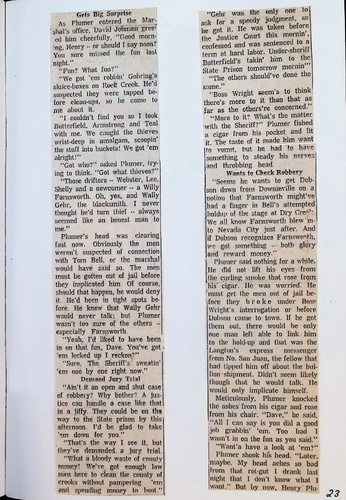 Gets Big Surprise
As Plumer entered the Mar-
shal's office, David Johnson greet-
ed him cheerfully, "Good morn-
ing, Henry – or should I say noon?
You sure missed the fun last
night."
"Fun? What fun?"
"We got 'em robbin' Gohring's
sluice-boxes on Rock Creek. He'd
suspected they were tapped be-
fore clean-ups, so he came to
me about it.
"I couldn't find you so I took
Butterfield, Armstrong and Teal
with me. We caught the thieves
wrist-deep in amalgam, scoopin'
the stuff into buckets! We got 'em
alright!"
"Got who?" asked Plumer, try-
ing to think. "Got what thieves?"
"Those drifters – Webster, Lee,
Shelly and a newcomer – a Willy
Farnsworth. Oh, yes, and Wally
Gehr, the blacksmith. I never
thought he'd turn thief – always
seemed like an honest man to
me."
Plumer's head was clearing
fast now. Obviously the men
weren't suspected of connection
with Tom Bell, or the marshal
would have said so. The men
must be gotten out of jail before
they implicated him. Of course,
should that happen, he would deny
it. He'd been in tight spots be-
fore. He knew that Wally Gehr
would never talk; but Plumer
wasn't too sure of the others –
especially Farnsworth.
"Yeah, I'd liked to have been
in on that fun, Dave. You've got
'em locked up I reckon?"
"Sure, The Sheriff's sweatin'
'em one by one right now."
Demand Jury Trial
"Ain't it an open and shut case
of robbery? Why bother? A jus-
tice can handle a case like that
in a jiffy. They could be on the
way to the State prison by this
afternoon. I'd be glad to take
'em down for you."
"That's the way I see it, but
they've demanded a jury trial.
"What a bloody waste of county
money! We've got enough law
men here to clean the county of
crooks without pampering 'em
and spending money to boot."
"Gehr was the only one to
ask for a speedy judgment, so
he got it. He was taken before
the Justice Court this mornin',
confessed and was sentenced to a
term at hard labor. Under-sheriff
Butterfield's takin' him to the
State Prison tomorrow mornin'"
"The others should've done the
same."
"Boss Wright seem's to think
there's more to it than that as
far as the others're concerned."
"More to it? What's the matter
with the Sheriff?" Plumer fished
a cigar from his pocket and lit
it. The taste of it made him want
to vomit, but he had to have
something to steady his nerves
and throbbing head.
Wants to Check Robbery
"Seems he wants to get Dob-
son down from Downieville on a
notion that Farnsworth might've
had a finger in Bell's attempted
holdup of the stage at Dry Creek.
We all know Farnsworth blew in-
to Nevada City just after. And
if Dobson recognizes Farnsworth,
we got something – both glory
and reward money."
Plumer said nothing for a while.
He did not lift his eyes from
the curling smoke that rose from
his cigar. He was worried. He
must get the men out of jail be-
fore they broke under Boss
Wright's interrogation or before
Dobson came to town. If he got
them out, there would be only
one man left able to link him
to the hold-up and that was the
Langton's express messenger
from No. San Juan, the fellow that
had tipped him off about the bul-
lion shipment. Didn't seem likely
though that he would talk. He
would only implicate himself.
Meticulously, Plumer knocked
the ashes from his cigar and rose
from his chair. "Dave," he said,
"All I can say is you did a good
job grabbin' 'em. Too bad I
wasn't in on the fun as you said."
"Want'a have a look at 'em?"
Plumer shook his head. "Later,
maybe. My head aches so bad
from that rot-gut I drank last
night that I don't know what I
want." But by now, Henry Plu-
23